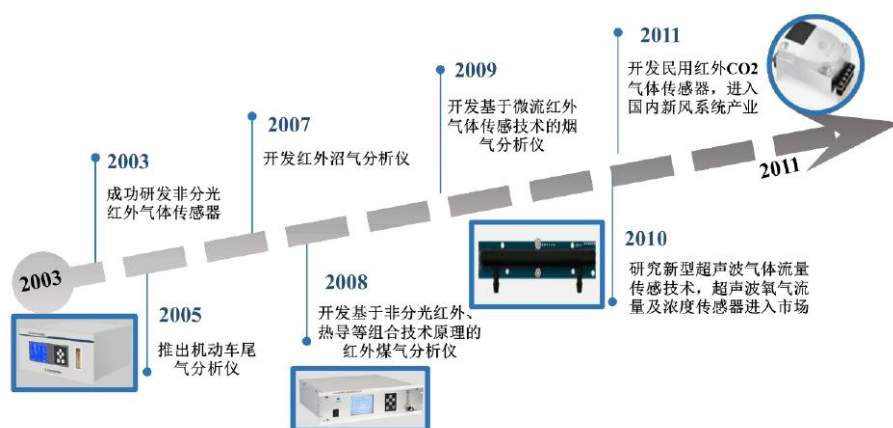 2003
2003
成功研发非分光
红外气体传感器
2005
推出机动车尾
气分析仪
2007
开发红外沼气分析仪
2008
开发基于非分光红外、
热导等组合技术原理的
红外煤气分析仪
2009
开发基于微流红外
气体传感技术的烟
气分析仪
2010
研究新型超声波气体流量
传感技术，超声波氧气流
量及浓度传感器进入市场
2011
开发民用红外CO2
气体传感器，进入
国内新风系统产业
2011